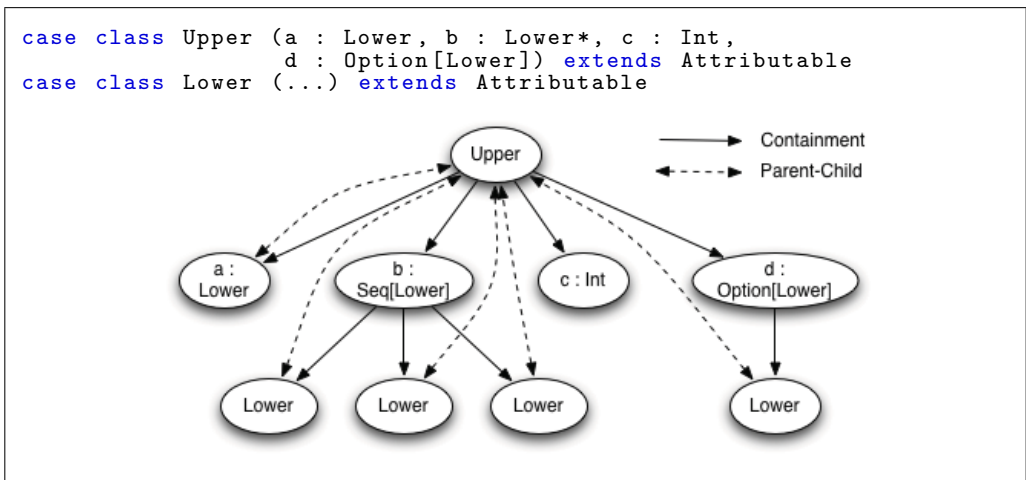 case class Upper (a : Lower, b : Lower*, c : Int,
d : Option[Lower]) extends Attributable
case class Lower (...) extends Attributable
Upper
Containment
Parent-Child
a :
Lower
b :
Seq[Lower]
c : Int
d :
Option[Lower]
Lower
Lower
Lower
Lower